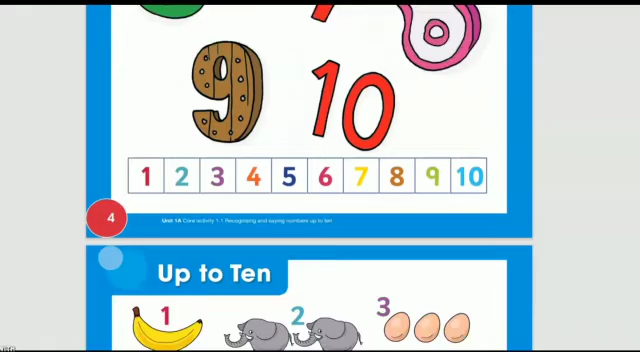 9 10
1 2 3 4 5 6 7 8 9 10
4 Unit 1A Core activity 1.1 Recognising and saying numbers up to ten
Up to Ten
1 2 3